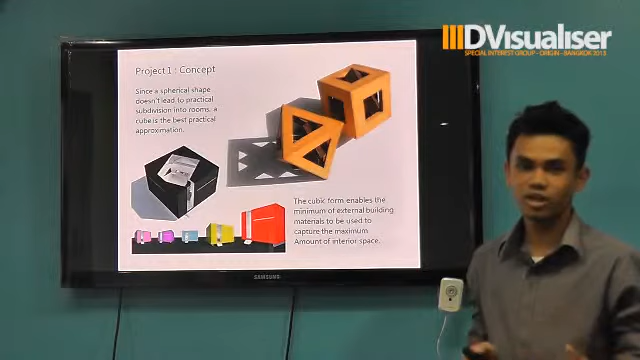 DVisualiser
SPECIAL INTEREST GROUP - ORIGIN - BANGKOK 2013
Project 1 : Concept
Since a spherical shape
doesn't lead to practical
subdivision into rooms, a
cube is the best practical
approximation.
The cubic form enables the
minimum of external building
materials to be used to
capture the maximum
Amount of interior space.
SAMSUNG